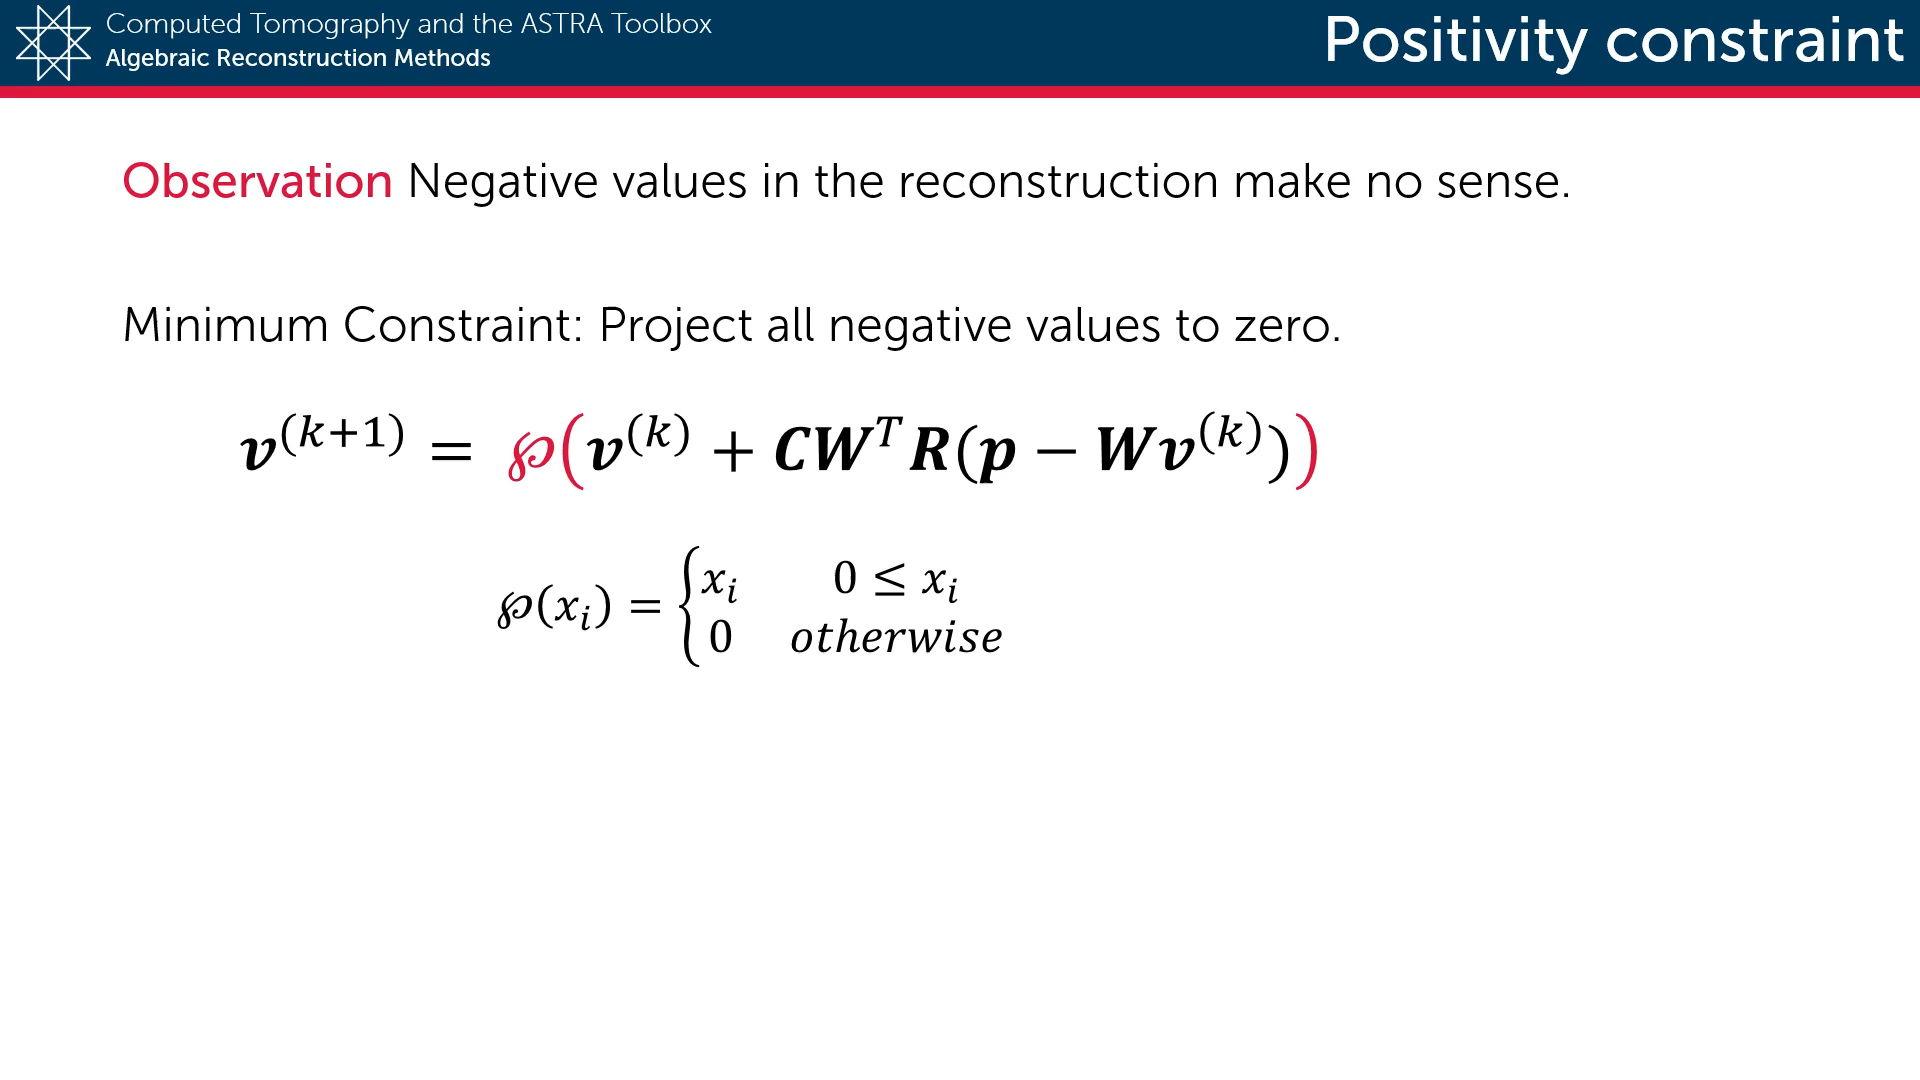 Computed Tomography and the ASTRA Toolbox
Algebraic Reconstruction Methods
Positivity constraint
Observation Negative values in the reconstruction make no sense.
Minimum Constraint: Project all negative values to zero.
𝒗^(k+1) = ℘(𝒗^(k) + 𝑪𝑾^T 𝑹(𝒑 − 𝑾𝒗^(k)))
℘(x_i) = { x_i 0 ≤ x_i
0 otherwise